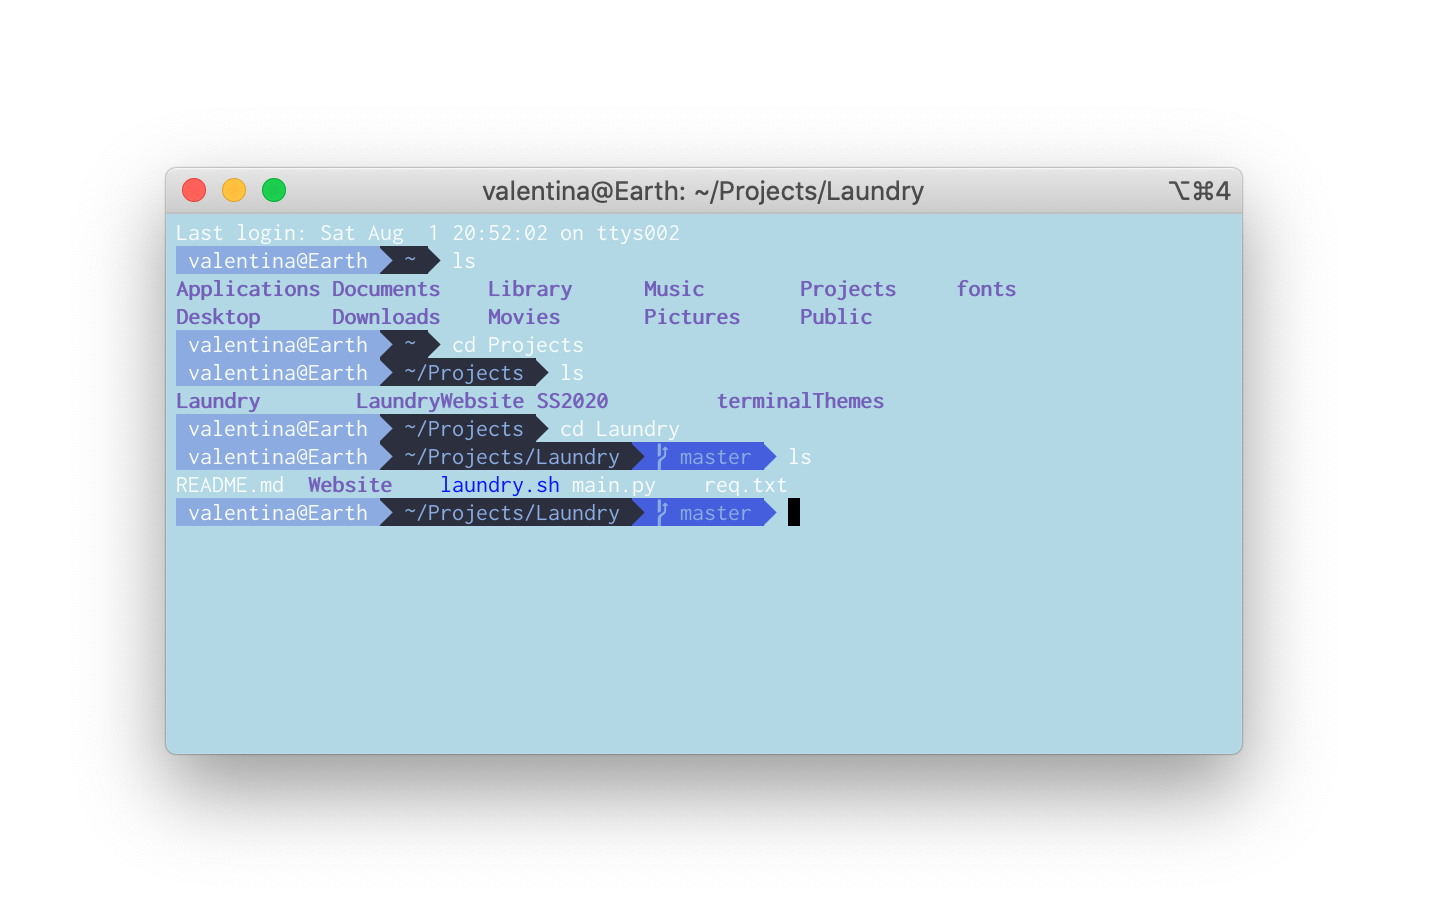 valentina@Earth: ~/Projects/Laundry ⌥⌘4
Last login: Sat Aug  1 20:52:02 on ttys002
valentina@Earth ~ ls
Applications Documents    Library      Music        Projects     fonts
Desktop      Downloads    Movies       Pictures     Public
valentina@Earth ~ cd Projects
valentina@Earth ~/Projects ls
Laundry        LaundryWebsite SS2020         terminalThemes
valentina@Earth ~/Projects cd Laundry
valentina@Earth ~/Projects/Laundry master ls
README.md  Website    laundry.sh main.py    req.txt
valentina@Earth ~/Projects/Laundry master